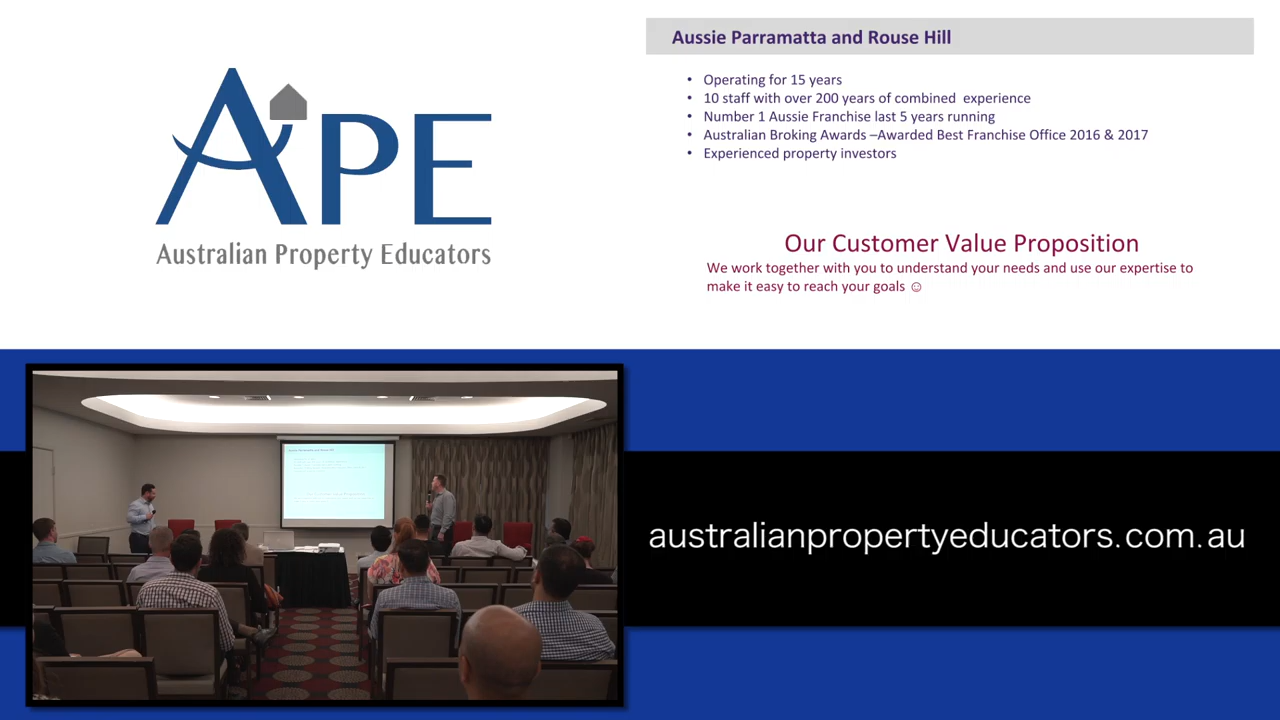 APE
Australian Property Educators
Aussie Parramatta and Rouse Hill
• Operating for 15 years
• 10 staff with over 200 years of combined  experience
• Number 1 Aussie Franchise last 5 years running
• Australian Broking Awards –Awarded Best Franchise Office 2016 & 2017
• Experienced property investors
Our Customer Value Proposition
We work together with you to understand your needs and use our expertise to
make it easy to reach your goals ☺
australianpropertyeducators.com.au